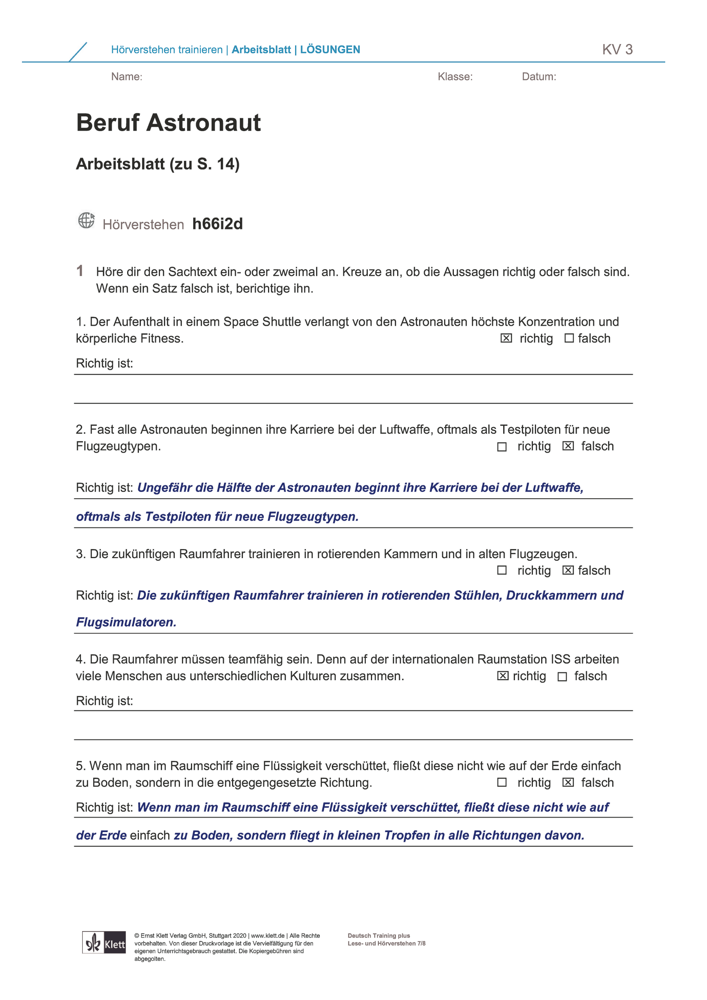 Hörverstehen trainieren | Arbeitsblatt | LÖSUNGEN KV 3
Name: Klasse: Datum:
Beruf Astronaut
Arbeitsblatt (zu S. 14)
Hörverstehen h66i2d
1 Höre dir den Sachtext ein- oder zweimal an. Kreuze an, ob die Aussagen richtig oder falsch sind.
Wenn ein Satz falsch ist, berichtige ihn.
1. Der Aufenthalt in einem Space Shuttle verlangt von den Astronauten höchste Konzentration und
körperliche Fitness. ☒ richtig ☐ falsch
Richtig ist:
2. Fast alle Astronauten beginnen ihre Karriere bei der Luftwaffe, oftmals als Testpiloten für neue
Flugzeugtypen. ☐ richtig ☒ falsch
Richtig ist: Ungefähr die Hälfte der Astronauten beginnt ihre Karriere bei der Luftwaffe,
oftmals als Testpiloten für neue Flugzeugtypen.
3. Die zukünftigen Raumfahrer trainieren in rotierenden Kammern und in alten Flugzeugen.
☐ richtig ☒ falsch
Richtig ist: Die zukünftigen Raumfahrer trainieren in rotierenden Stühlen, Druckkammern und
Flugsimulatoren.
4. Die Raumfahrer müssen teamfähig sein. Denn auf der internationalen Raumstation ISS arbeiten
viele Menschen aus unterschiedlichen Kulturen zusammen. ☒ richtig ☐ falsch
Richtig ist:
5. Wenn man im Raumschiff eine Flüssigkeit verschüttet, fließt diese nicht wie auf der Erde einfach
zu Boden, sondern in die entgegengesetzte Richtung. ☐ richtig ☒ falsch
Richtig ist: Wenn man im Raumschiff eine Flüssigkeit verschüttet, fließt diese nicht wie auf
der Erde einfach zu Boden, sondern fliegt in kleinen Tropfen in alle Richtungen davon.
Klett
© Ernst Klett Verlag GmbH, Stuttgart 2020 | www.klett.de | Alle Rechte
vorbehalten. Von dieser Druckvorlage ist die Vervielfältigung für den
eigenen Unterrichtsgebrauch gestattet. Die Kopiergebühren sind
abgegolten.
Deutsch Training plus
Lese- und Hörverstehen 7/8